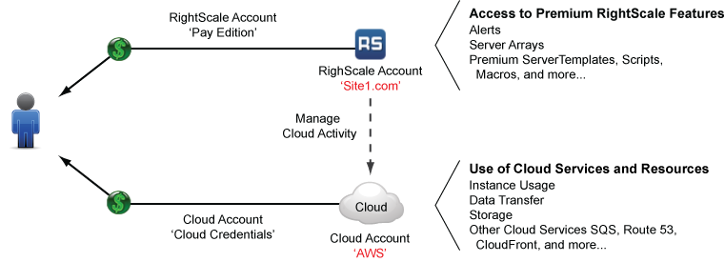 RightScale Account
'Pay Edition'
RS
RighScale Account
'Site1.com'
Access to Premium RightScale Features
Alerts
Server Arrays
Premium ServerTemplates, Scripts,
Macros, and more...
Manage
Cloud Activity
$
$
Cloud
Cloud Account
'Cloud Credentials'
Cloud Account
'AWS'
Use of Cloud Services and Resources
Instance Usage
Data Transfer
Storage
Other Cloud Services SQS, Route 53,
CloudFront, and more...